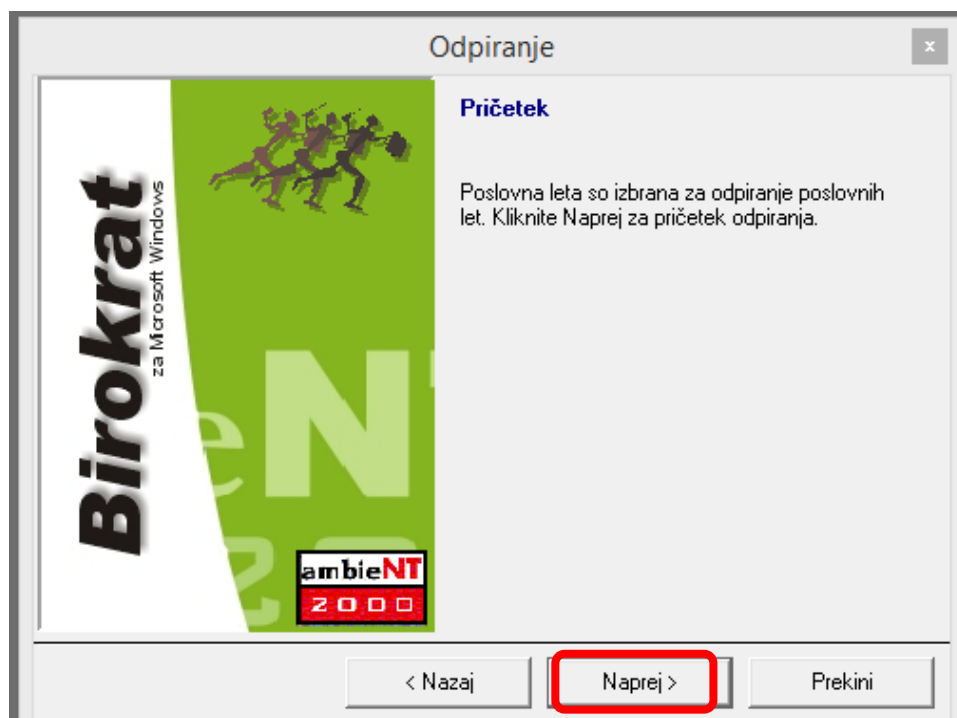 Odpiranje
x
Birokrat
za Microsoft Windows
eNT
ambieNT
2000
Pričetek
Poslovna leta so izbrana za odpiranje poslovnih
let. Kliknite Naprej za pričetek odpiranja.
< Nazaj
Naprej >
Prekini